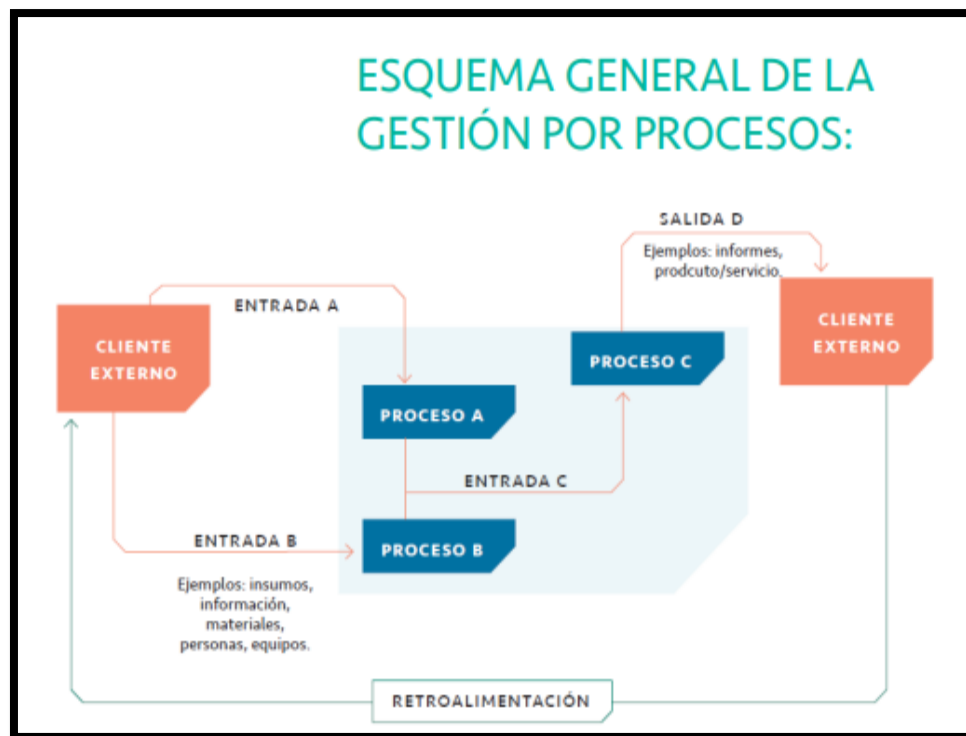 ESQUEMA GENERAL DE LA
GESTIÓN POR PROCESOS:
SALIDA D
Ejemplos: informes,
prodcuto/servicio.
ENTRADA A
CLIENTE
EXTERNO
CLIENTE
EXTERNO
PROCESO C
PROCESO A
ENTRADA C
ENTRADA B
PROCESO B
Ejemplos: insumos,
información,
materiales,
personas, equipos.
RETROALIMENTACIÓN